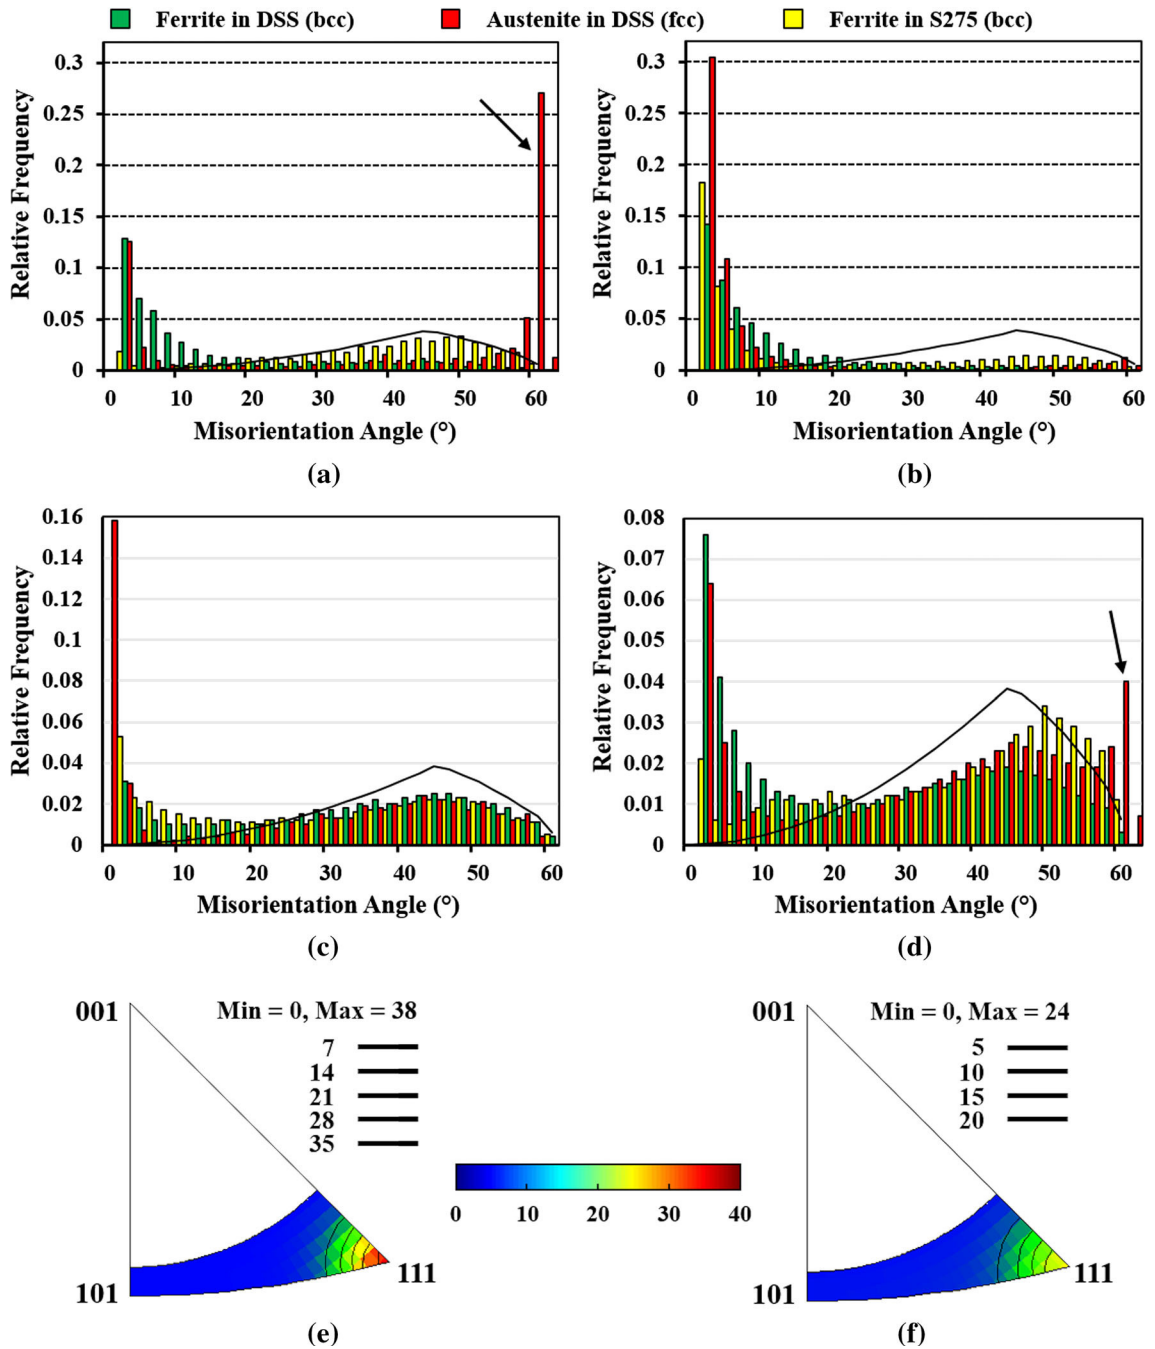 Ferrite in DSS (bcc) Austenite in DSS (fcc) Ferrite in S275 (bcc)
Relative Frequency
0.3
0.25
0.2
0.15
0.1
0.05
0
0 10 20 30 40 50 60
Misorientation Angle (°)
(a)
Relative Frequency
0.3
0.25
0.2
0.15
0.1
0.05
0
0 10 20 30 40 50 60
Misorientation Angle (°)
(b)
Relative Frequency
0.16
0.14
0.12
0.1
0.08
0.06
0.04
0.02
0
0 10 20 30 40 50 60
Misorientation Angle (°)
(c)
Relative Frequency
0.08
0.07
0.06
0.05
0.04
0.03
0.02
0.01
0
0 10 20 30 40 50 60
Misorientation Angle (°)
(d)
001
Min = 0, Max = 38
7
14
21
28
35
101
111
(e)
0 10 20 30 40
001
Min = 0, Max = 24
5
10
15
20
101
111
(f)